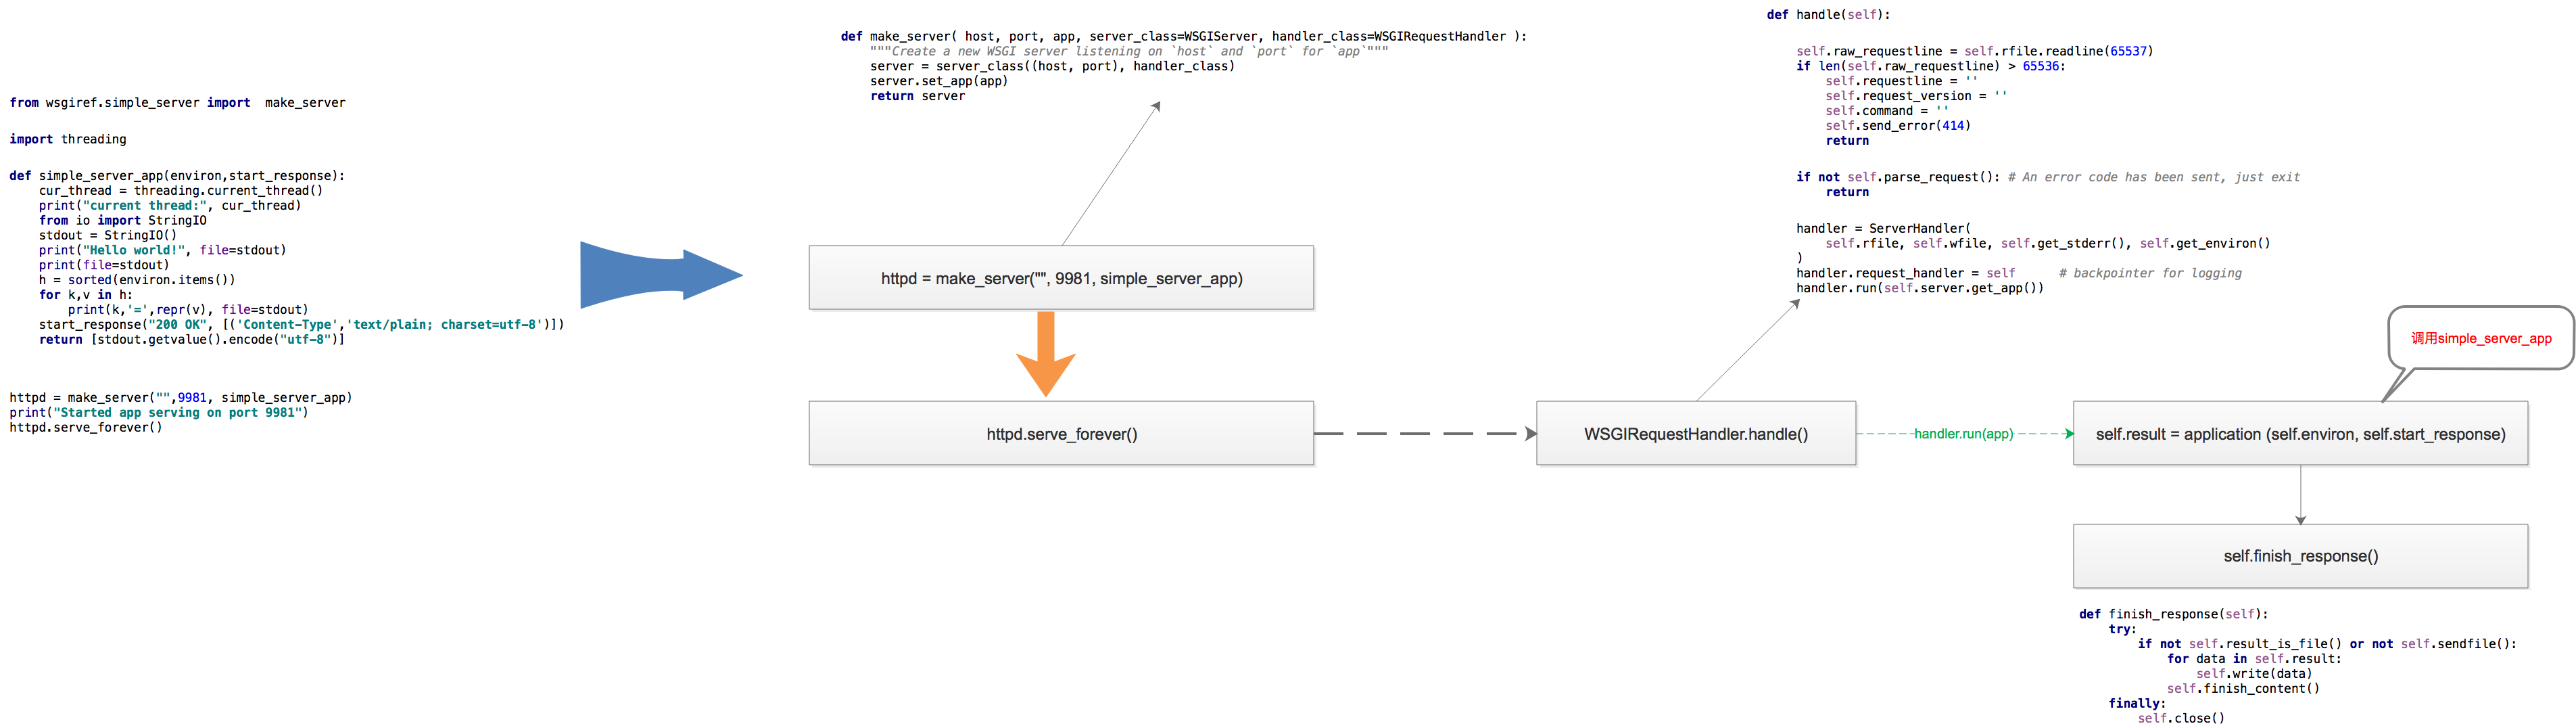 from wsgiref.simple_server import  make_server
import threading
def simple_server_app(environ,start_response):
    cur_thread = threading.current_thread()
    print("current thread:", cur_thread)
    from io import StringIO
    stdout = StringIO()
    print("Hello world!", file=stdout)
    print(file=stdout)
    h = sorted(environ.items())
    for k,v in h:
        print(k,'=',repr(v), file=stdout)
    start_response("200 OK", [('Content-Type','text/plain; charset=utf-8')])
    return [stdout.getvalue().encode("utf-8")]
httpd = make_server("",9981, simple_server_app)
print("Started app serving on port 9981")
httpd.serve_forever()
def make_server( host, port, app, server_class=WSGIServer, handler_class=WSGIRequestHandler ):
    """Create a new WSGI server listening on `host` and `port` for `app`"""
    server = server_class((host, port), handler_class)
    server.set_app(app)
    return server
httpd = make_server("", 9981, simple_server_app)
httpd.serve_forever()
def handle(self):
    self.raw_requestline = self.rfile.readline(65537)
    if len(self.raw_requestline) > 65536:
        self.requestline = ''
        self.request_version = ''
        self.command = ''
        self.send_error(414)
        return
    if not self.parse_request(): # An error code has been sent, just exit
        return
    handler = ServerHandler(
        self.rfile, self.wfile, self.get_stderr(), self.get_environ()
    )
    handler.request_handler = self      # backpointer for logging
    handler.run(self.server.get_app())
WSGIRequestHandler.handle()
handler.run(app)
调用simple_server_app
self.result = application (self.environ, self.start_response)
self.finish_response()
def finish_response(self):
    try:
        if not self.result_is_file() or not self.sendfile():
            for data in self.result:
                self.write(data)
            self.finish_content()
    finally:
        self.close()